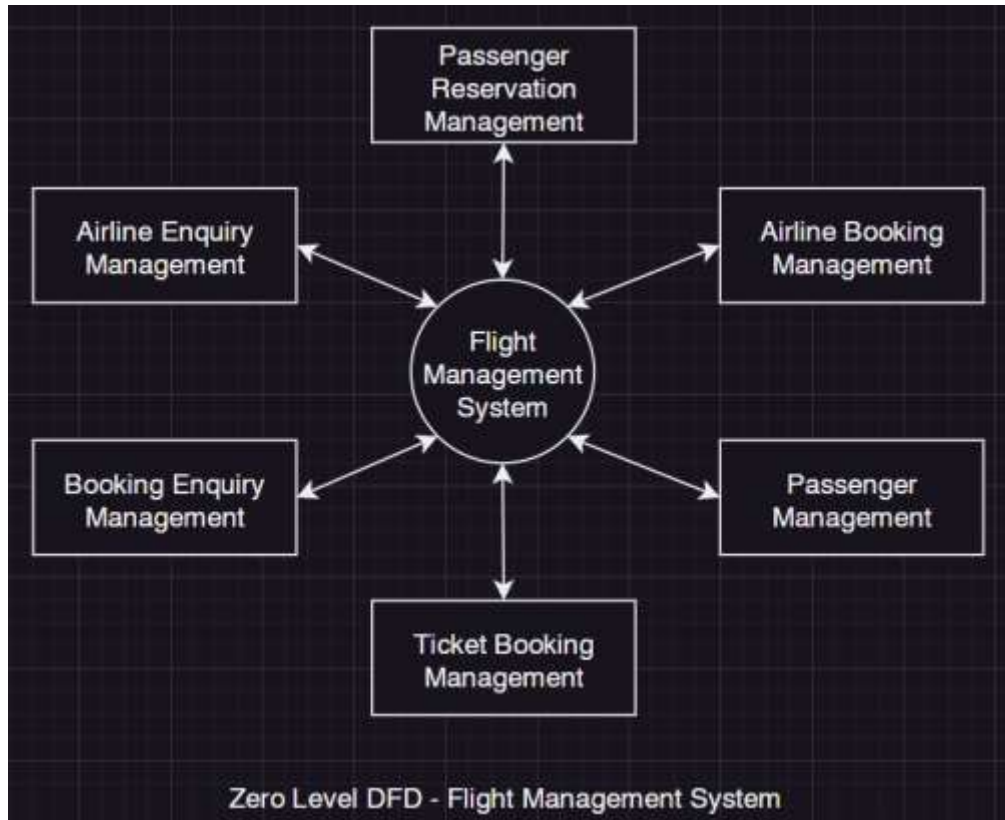 Passenger
Reservation
Management
Airline Enquiry
Management
Airline Booking
Management
Flight
Management
System
Booking Enquiry
Management
Passenger
Management
Ticket Booking
Management
Zero Level DFD - Flight Management System